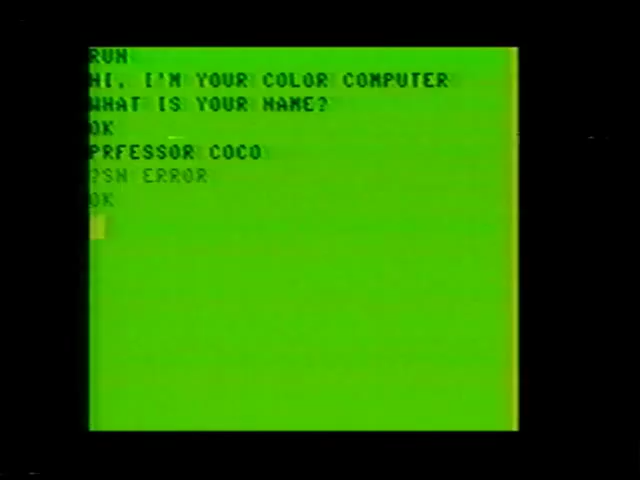 RUN
HI, I'M YOUR COLOR COMPUTER
WHAT IS YOUR NAME?
OK
PRFESSOR COCO
?SN ERROR
OK